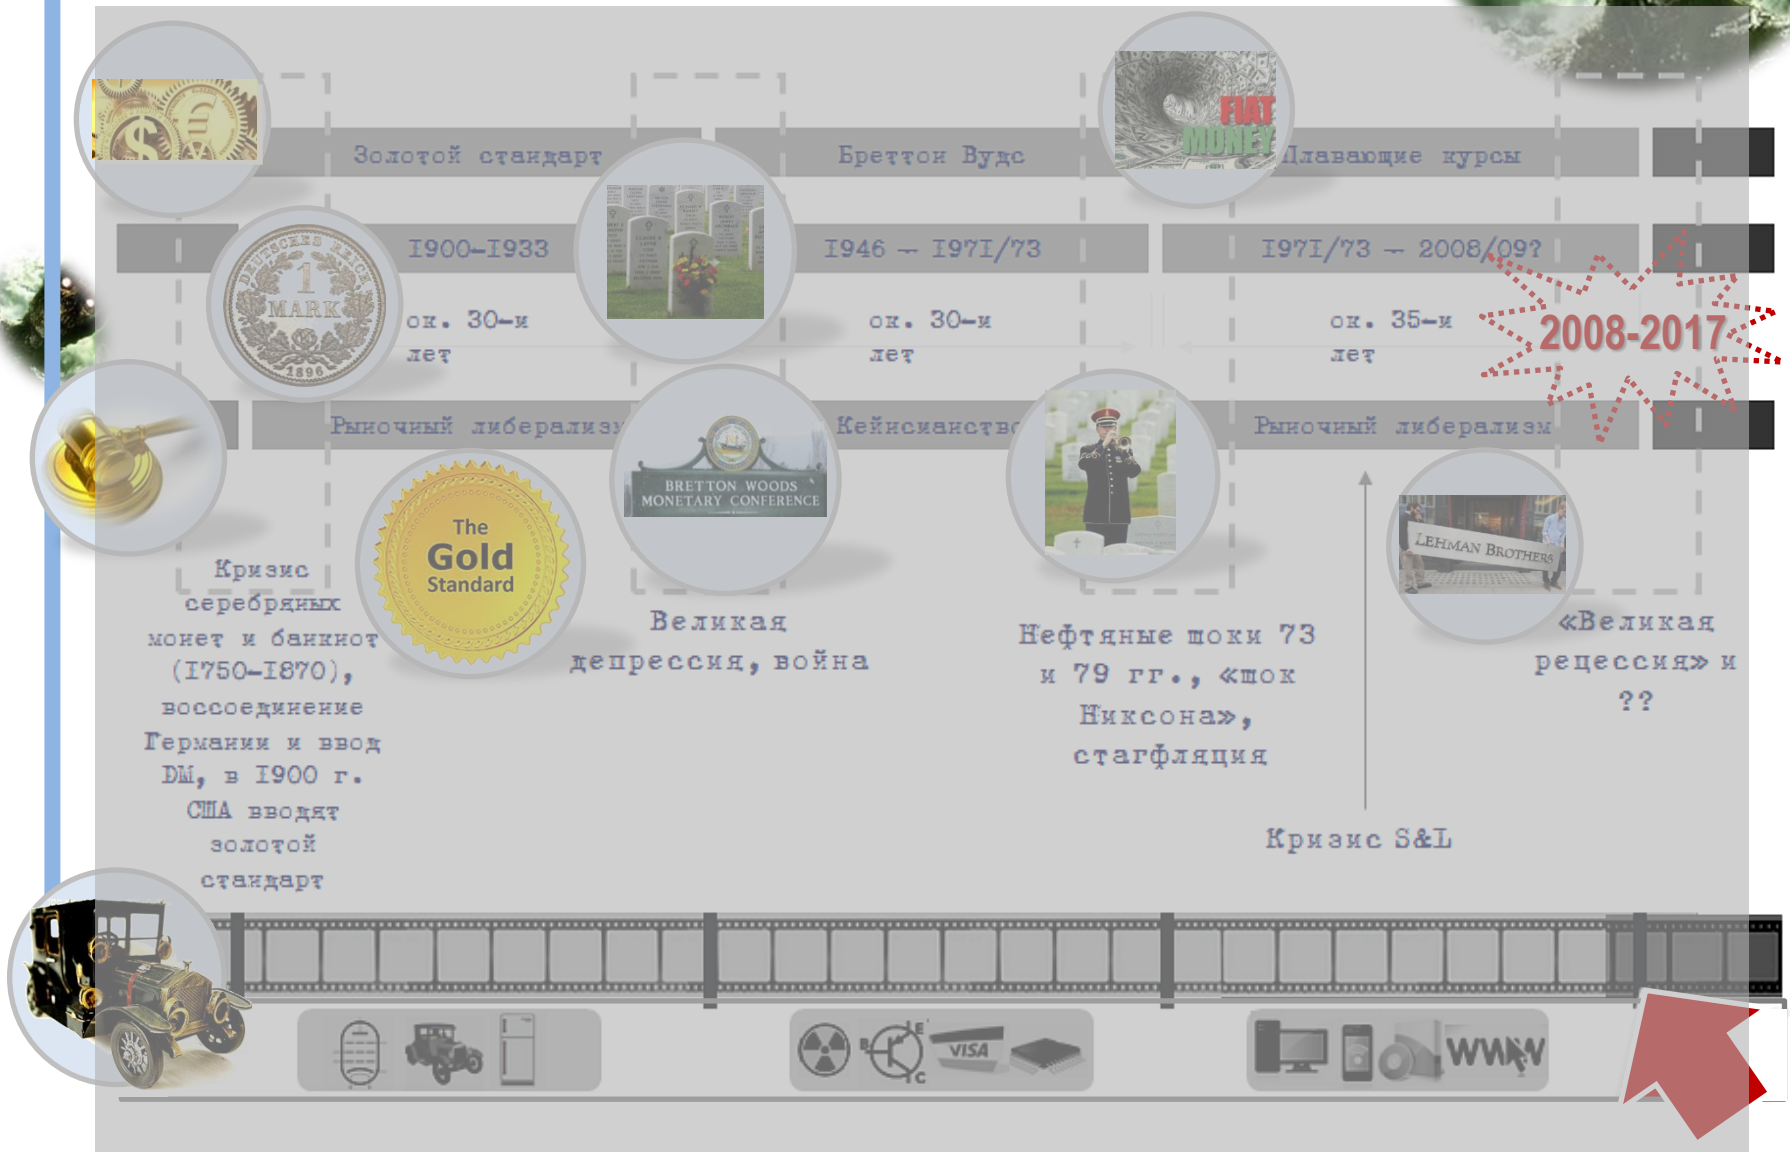 FIAT
MONEY
Золотой стандарт
Бреттон Вудс
Плавающие курсы
DEUTSCHES REICH
1
MARK
1896
1900–1933
1946 – 1971/73
1971/73 – 2008/09?
ок. 30–и
лет
ок. 30–и
лет
ок. 35–и
лет
2008-2017
Рыночный либерализм
Кейнсианство
Рыночный либерализм
BRETTON WOODS
MONETARY CONFERENCE
The
Gold
Standard
LEHMAN BROTHERS
Кризис
серебряных
монет и банкнот
(1750–1870),
воссоединение
Германии и ввод
DM, в 1900 г.
США вводят
золотой
стандарт
Великая
депрессия, война
Нефтяные шоки 73
и 79 гг., «шок
Никсона»,
стагфляция
«Великая
рецессия» и
??
Кризис S&L
B E C
VISA
WWW